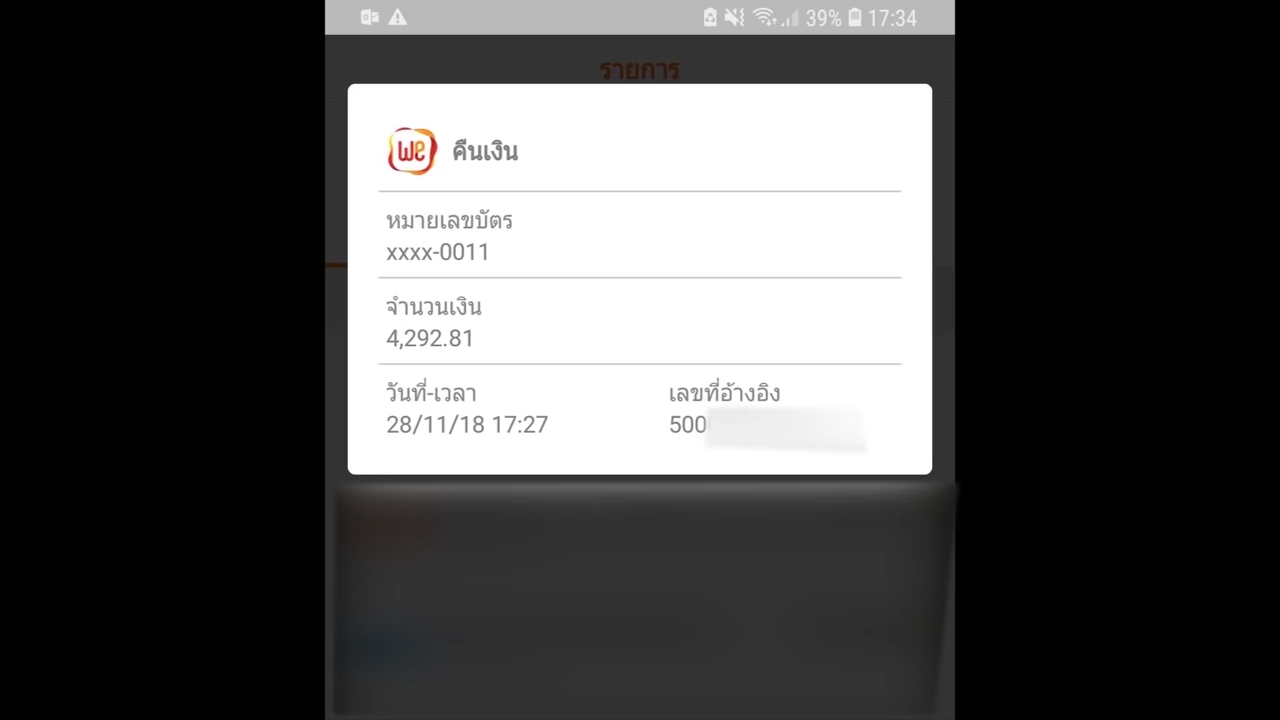 39% 17:34
รายการ
we คืนเงิน
หมายเลขบัตร
xxxx-0011
จำนวนเงิน
4,292.81
วันที่-เวลา เลขที่อ้างอิง
28/11/18 17:27 500